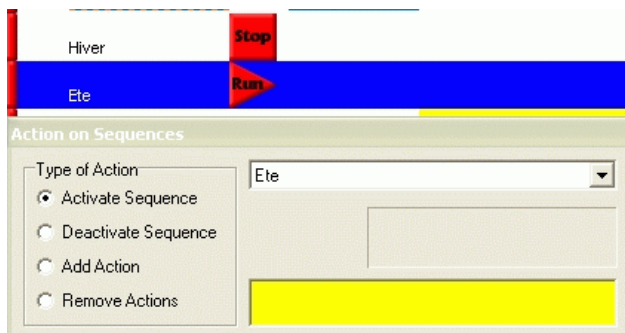 Hiver Stop
Ete Run
Action on Sequences
Type of Action
Ete
Activate Sequence
Deactivate Sequence
Add Action
Remove Actions